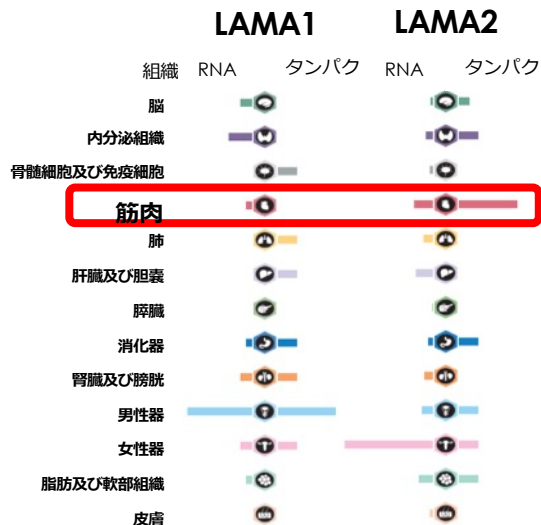 LAMA1 LAMA2
組織 RNA タンパク RNA タンパク
脳
内分泌組織
骨髄細胞及び免疫細胞
筋肉
肺
肝臓及び胆嚢
膵臓
消化器
腎臓及び膀胱
男性器
女性器
脂肪及び軟部組織
皮膚